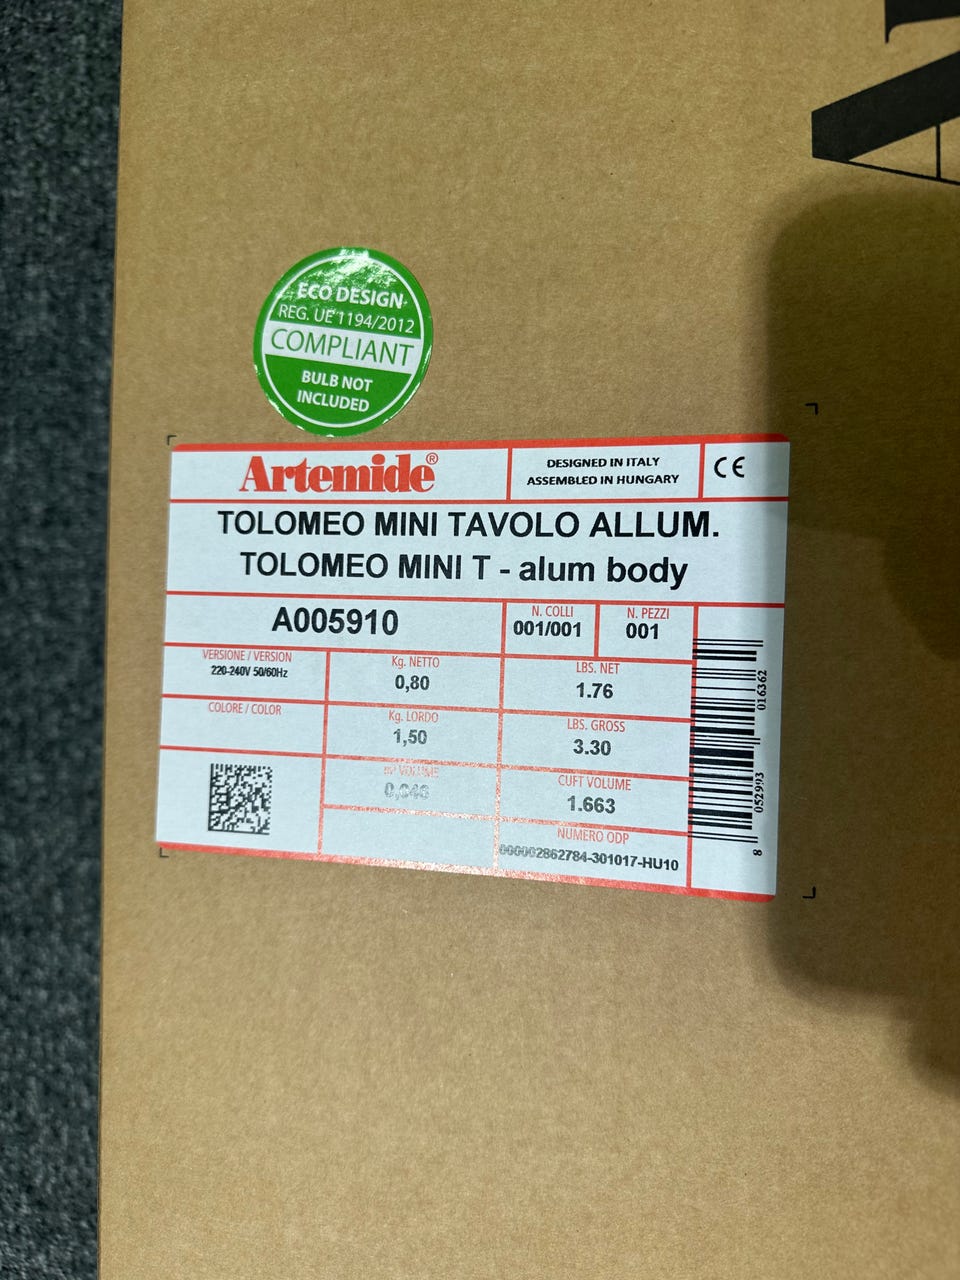 ECO DESIGN
REG. UE 1194/2012
COMPLIANT
BULB NOT
INCLUDED
Artemide®
DESIGNED IN ITALY
ASSEMBLED IN HUNGARY
CE
TOLOMEO MINI TAVOLO ALLUM.
TOLOMEO MINI T - alum body
A005910
N. COLLI
001/001
N. PEZZI
001
VERSIONE / VERSION
220-240V 50/60Hz
Kg. NETTO
0,80
LBS. NET
1.76
COLORE / COLOR
Kg. LORDO
1,50
LBS. GROSS
3.30
m³ VOLUME
CUFT VOLUME
1.663
NUMERO ODP
000002862784-301017-HU10
8 052993 016362